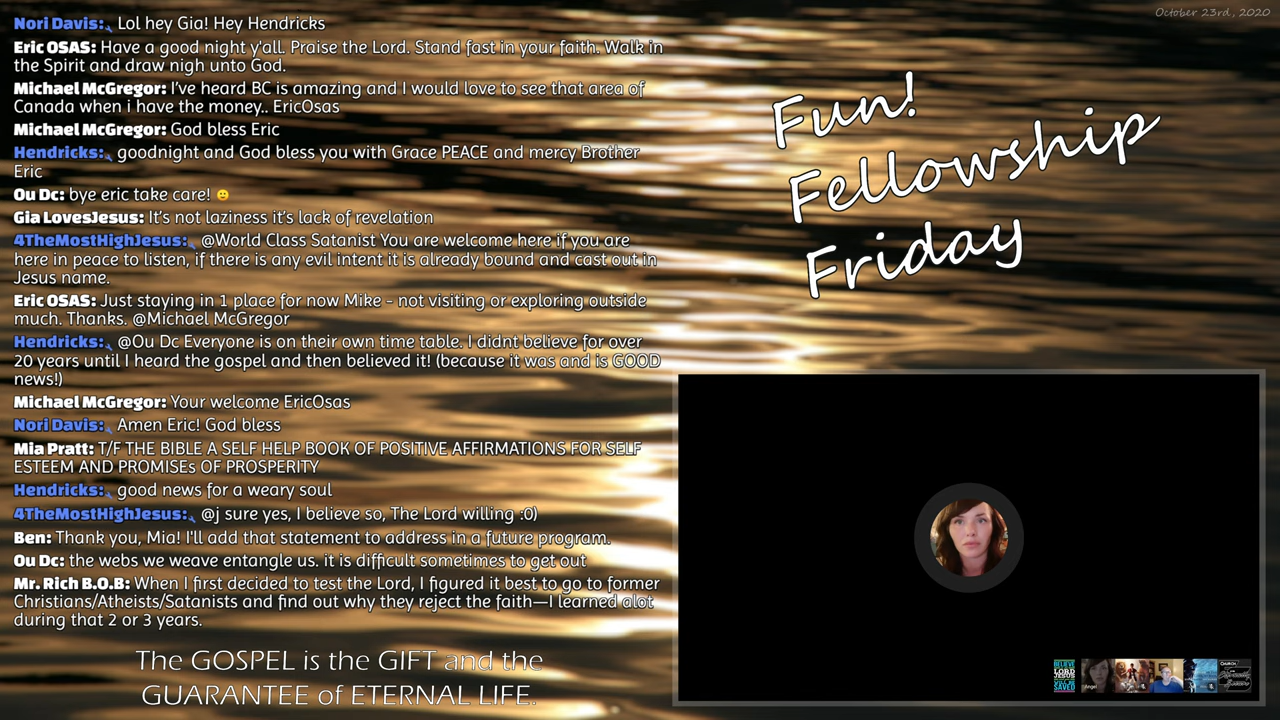 October 23rd, 2020
Nori Davis: Lol hey Gia! Hey Hendricks
Eric OSAS: Have a good night y'all. Praise the Lord. Stand fast in your faith. Walk in
the Spirit and draw nigh unto God.
Michael McGregor: I've heard BC is amazing and I would love to see that area of
Canada when i have the money.. EricOsas
Michael McGregor: God bless Eric
Hendricks: goodnight and God bless you with Grace PEACE and mercy Brother
Eric
Ou Dc: bye eric take care! 🙂
Gia LovesJesus: It's not laziness it's lack of revelation
4TheMostHighJesus: @World Class Satanist You are welcome here if you are
here in peace to listen, if there is any evil intent it is already bound and cast out in
Jesus name.
Eric OSAS: Just staying in 1 place for now Mike - not visiting or exploring outside
much. Thanks. @Michael McGregor
Hendricks: @Ou Dc Everyone is on their own time table. I didnt believe for over
20 years until I heard the gospel and then believed it! (because it was and is GOOD
news!)
Michael McGregor: Your welcome EricOsas
Nori Davis: Amen Eric! God bless
Mia Pratt: T/F THE BIBLE A SELF HELP BOOK OF POSITIVE AFFIRMATIONS FOR SELF
ESTEEM AND PROMISEs OF PROSPERITY
Hendricks: good news for a weary soul
4TheMostHighJesus: @j sure yes, I believe so, The Lord willing :0)
Ben: Thank you, Mia! I'll add that statement to address in a future program.
Ou Dc: the webs we weave entangle us. it is difficult sometimes to get out
Mr. Rich B.O.B: When I first decided to test the Lord, I figured it best to go to former
Christians/Atheists/Satanists and find out why they reject the faith—I learned alot
during that 2 or 3 years.
The GOSPEL is the GIFT and the
GUARANTEE of ETERNAL LIFE.
Fun!
Fellowship
Friday
BELIEVE
LORD
JESUS
SAVED
Angel
CHURCH